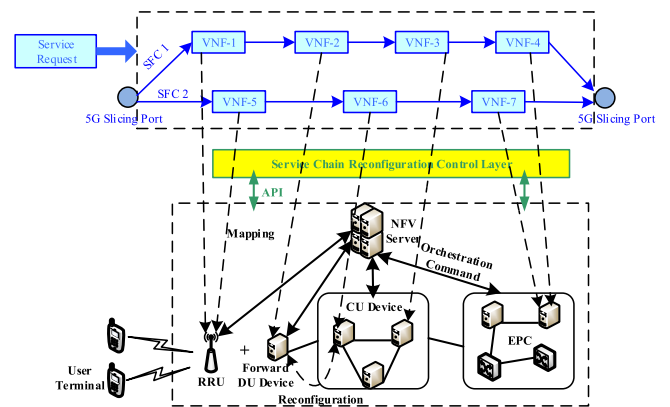 Service
Request
SFC 1
VNF-1
VNF-2
VNF-3
VNF-4
SFC 2
VNF-5
VNF-6
VNF-7
5G Slicing Port
5G Slicing Port
Service Chain Reconfiguration Control Layer
API
Mapping
NFV
Server
Orchestration
Command
CU Device
EPC
User
Terminal
RRU
+
Forward
DU Device
Reconfiguration